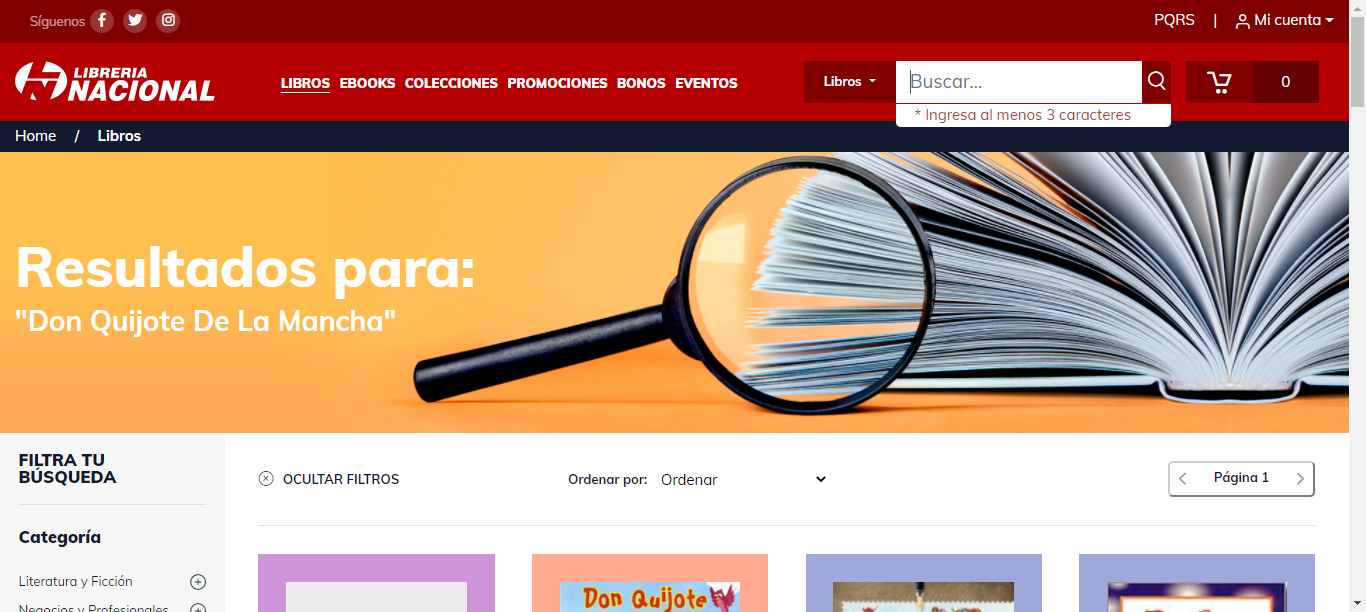 Síguenos
PQRS | Mi cuenta
LIBRERIA
NACIONAL
LIBROS EBOOKS COLECCIONES PROMOCIONES BONOS EVENTOS
Libros
Buscar...
0
* Ingresa al menos 3 caracteres
Home / Libros
Resultados para:
"Don Quijote De La Mancha"
FILTRA TU
BÚSQUEDA
OCULTAR FILTROS
Ordenar por: Ordenar
Página 1
Categoría
Literatura y Ficción
Negocios y Profesionales
Don Quijote